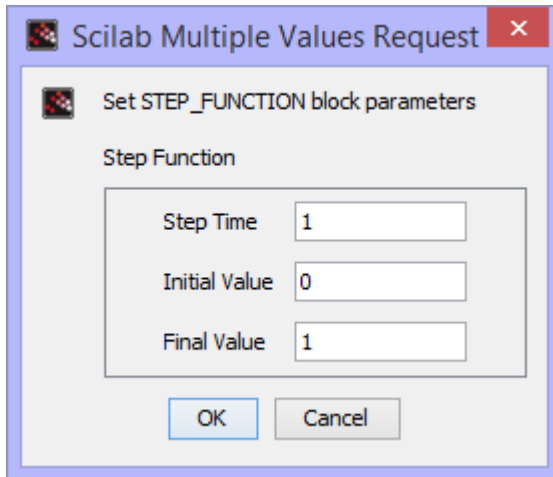 Scilab Multiple Values Request
Set STEP_FUNCTION block parameters
Step Function
Step Time 1
Initial Value 0
Final Value 1
OK Cancel